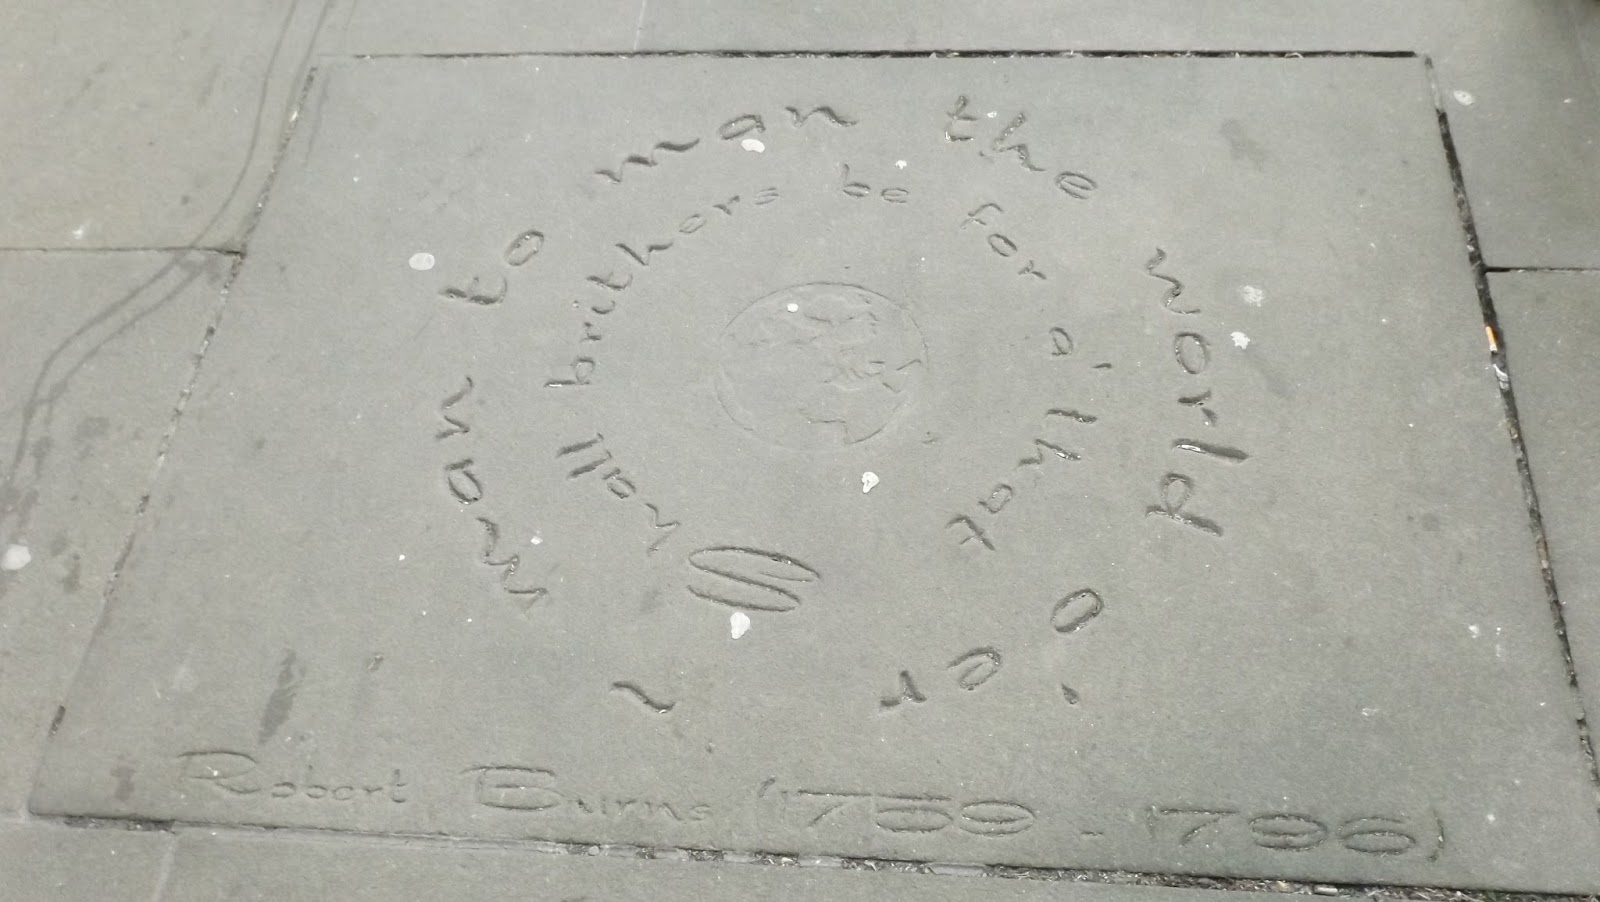 man to man the world o'er ~
Shall brithers be for a' that
Robert Burns (1759 - 1796)